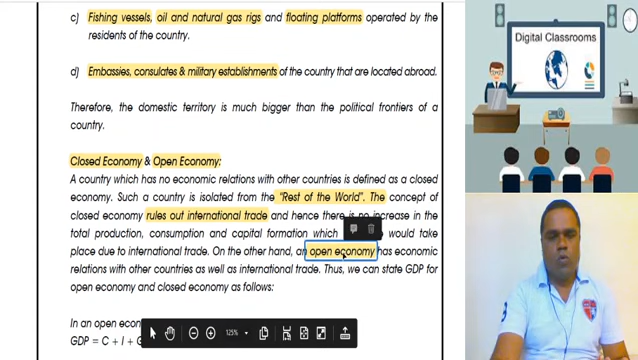 c) Fishing vessels, oil and natural gas rigs and floating platforms operated by the
residents of the country.
d) Embassies, consulates & military establishments of the country that are located abroad.
Therefore, the domestic territory is much bigger than the political frontiers of a
country.
Closed Economy & Open Economy:
A country which has no economic relations with other countries is defined as a closed
economy. Such a country is isolated from the "Rest of the World". The concept of
closed economy rules out international trade and hence there is no increase in the
total production, consumption and capital formation which would take
place due to international trade. On the other hand, an open economy has economic
relations with other countries as well as international trade. Thus, we can state GDP for
open economy and closed economy as follows:
In an open econ
GDP = C + I + G
125%
Digital Classrooms